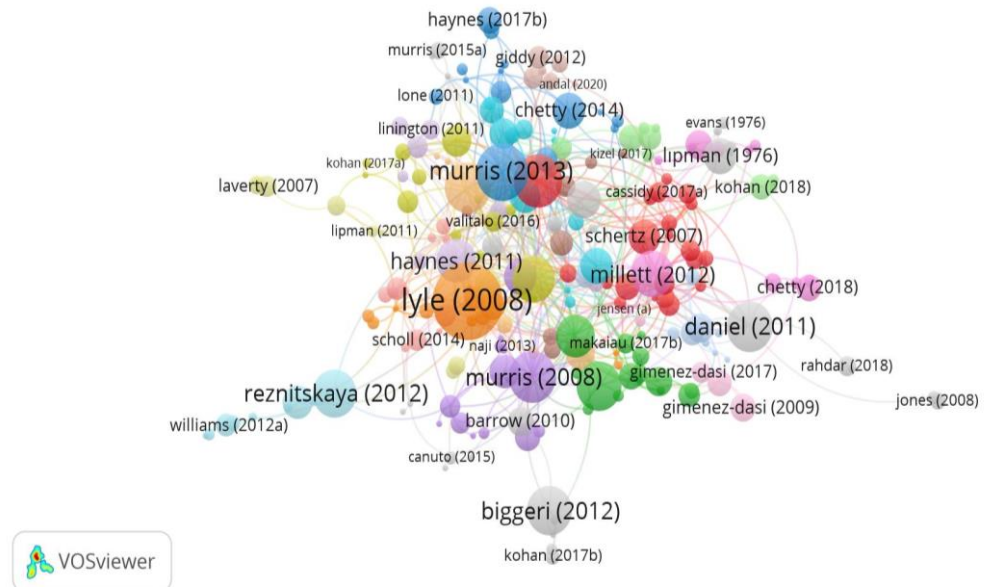 haynes (2017b)
murris (2015a)
giddy (2012)
andal (2020)
lone (2011)
chetty (2014)
evans (1976)
linington (2011)
kizel (2017)
lipman (1976)
kohan (2017a)
murris (2013)
laverty (2007)
cassidy (2017a)
kohan (2018)
valitalo (2016)
lipman (2011)
schertz (2007)
haynes (2011)
millett (2012)
chetty (2018)
lyle (2008)
jensen (a)
daniel (2011)
scholl (2014)
naji (2013)
makaiau (2017b)
rahdar (2018)
gimenez-dasi (2017)
murris (2008)
reznitskaya (2012)
jones (2008)
gimenez-dasi (2009)
williams (2012a)
barrow (2010)
canuto (2015)
biggeri (2012)
kohan (2017b)
VOSviewer